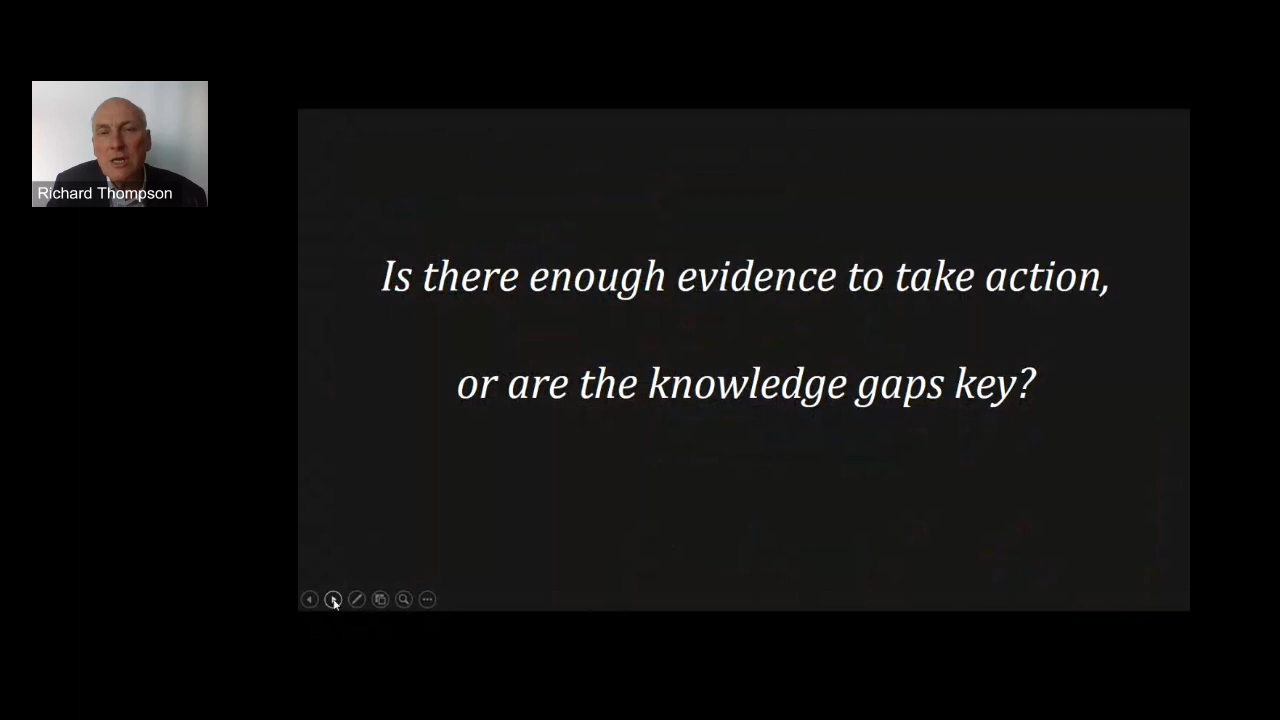 Richard Thompson
Is there enough evidence to take action,
or are the knowledge gaps key?